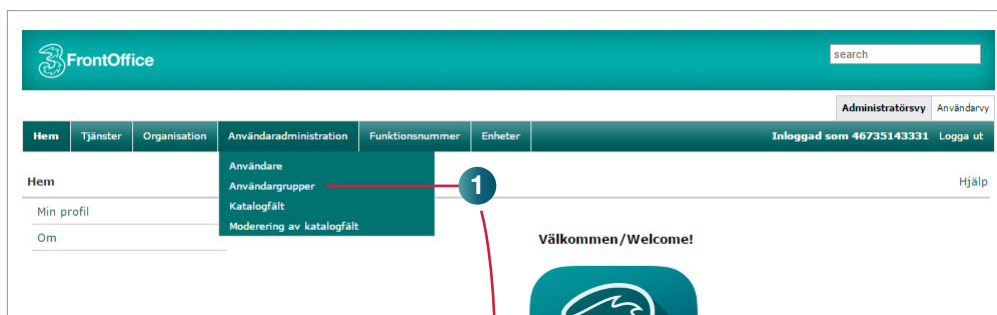 3 FrontOffice
search
Administratörsvy Användarvy
Hem Tjänster Organisation Användaradministration Funktionsnummer Enheter Inloggad som 46735143331 Logga ut
Användare
Hem Användargrupper 1 Hjälp
Min profil Katalogfält
Moderering av katalogfält
Om Välkommen/Welcome!